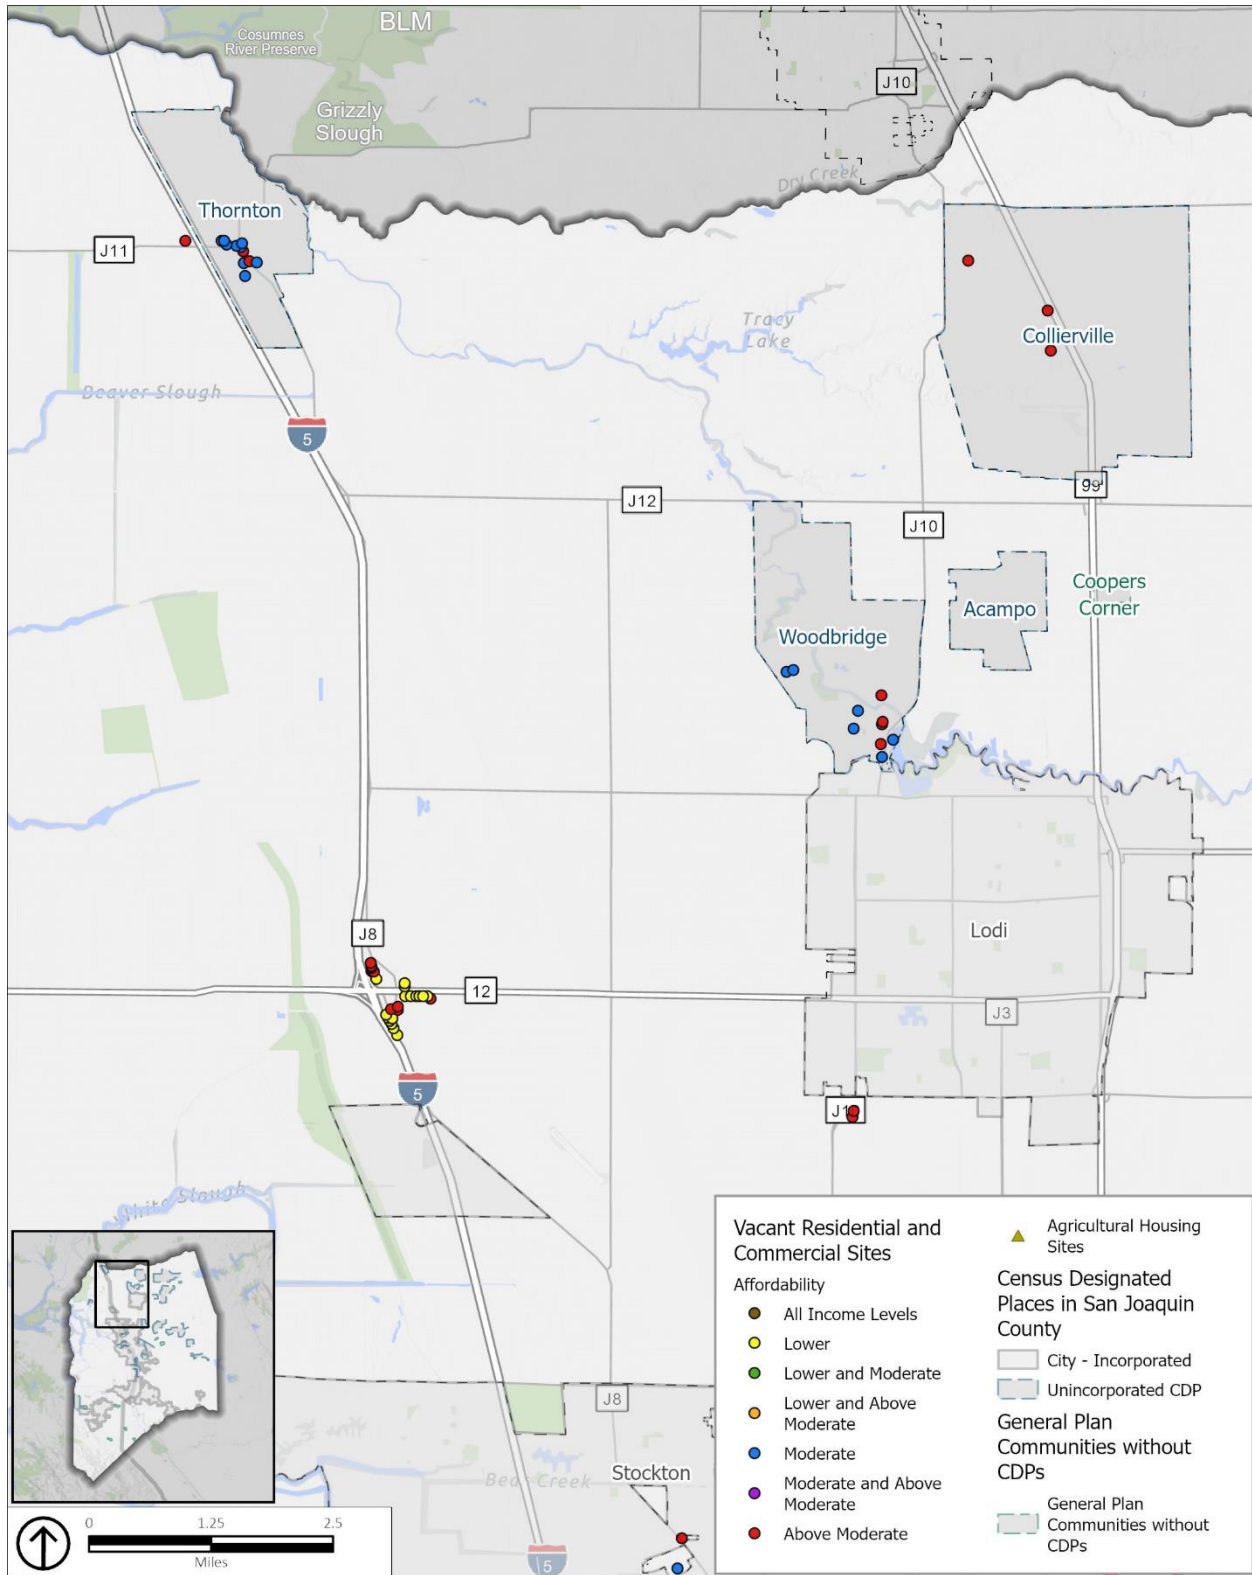 BLM
Cosumnes
River Preserve
J10
Grizzly
Slough
Dry Creek
Thornton
J11
Tracy
Lake
Collierville
Beaver Slough
5
J12
99
J10
Coopers
Corner
Acampo
Woodbridge
J8
Lodi
12
J3
5
J1
White Slough
Vacant Residential and
Commercial Sites
Affordability
All Income Levels
Lower
Lower and Moderate
Lower and Above
Moderate
Moderate
Moderate and Above
Moderate
Above Moderate
Agricultural Housing
Sites
Census Designated
Places in San Joaquin
County
City - Incorporated
Unincorporated CDP
General Plan
Communities without
CDPs
General Plan
Communities without
CDPs
J8
Bear Creek
Stockton
0 1.25 2.5
Miles
5